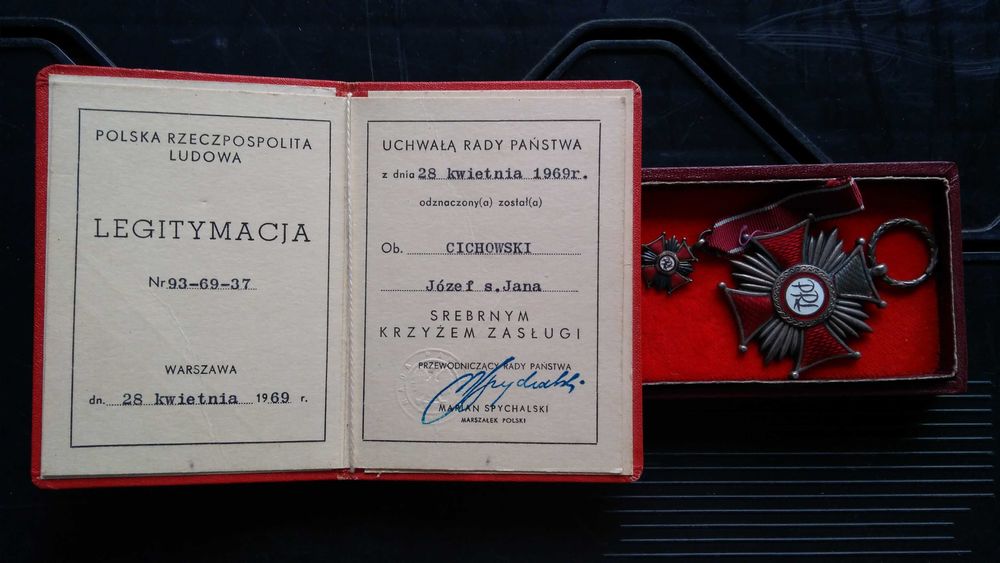 POLSKA RZECZPOSPOLITA
LUDOWA
LEGITYMACJA
Nr 93-69-37
WARSZAWA
dn. 28 kwietnia 1969 r.
UCHWAŁĄ RADY PAŃSTWA
z dnia 28 kwietnia 1969r.
odznaczony(a) został(a)
Ob. CICHOWSKI
Józef s.Jana
SREBRNYM
KRZYŻEM ZASŁUGI
PRZEWODNICZĄCY RADY PAŃSTWA
MSpychalski
MARIAN SPYCHALSKI
MARSZAŁEK POLSKI
PRL